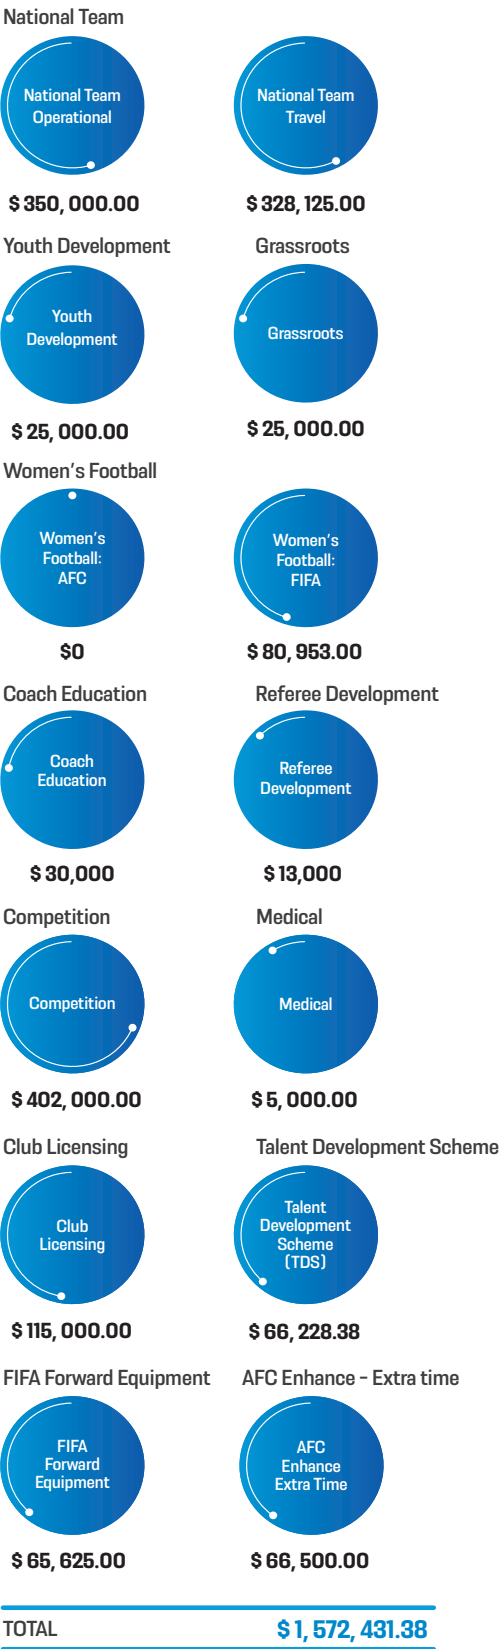 National Team
National Team
Operational
National Team
Travel
$ 350, 000.00
$ 328, 125.00
Youth Development
Grassroots
Youth
Development
Grassroots
$ 25, 000.00
$ 25, 000.00
Women's Football
Women's
Football:
AFC
Women's
Football:
FIFA
$0
$ 80, 953.00
Coach Education
Referee Development
Coach
Education
Referee
Development
$ 30,000
$ 13,000
Competition
Medical
Competition
Medical
$ 402, 000.00
$ 5, 000.00
Club Licensing
Talent Development Scheme
Club
Licensing
Talent
Development
Scheme
(TDS)
$ 115, 000.00
$ 66, 228.38
FIFA Forward Equipment
AFC Enhance - Extra time
FIFA
Forward
Equipment
AFC
Enhance
Extra Time
$ 65, 625.00
$ 66, 500.00
TOTAL
$ 1, 572, 431.38